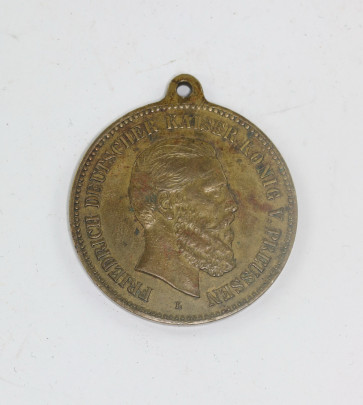 FRIEDRICH DEUTSCHER KAISER KÖNIG V. PREUSSEN
L